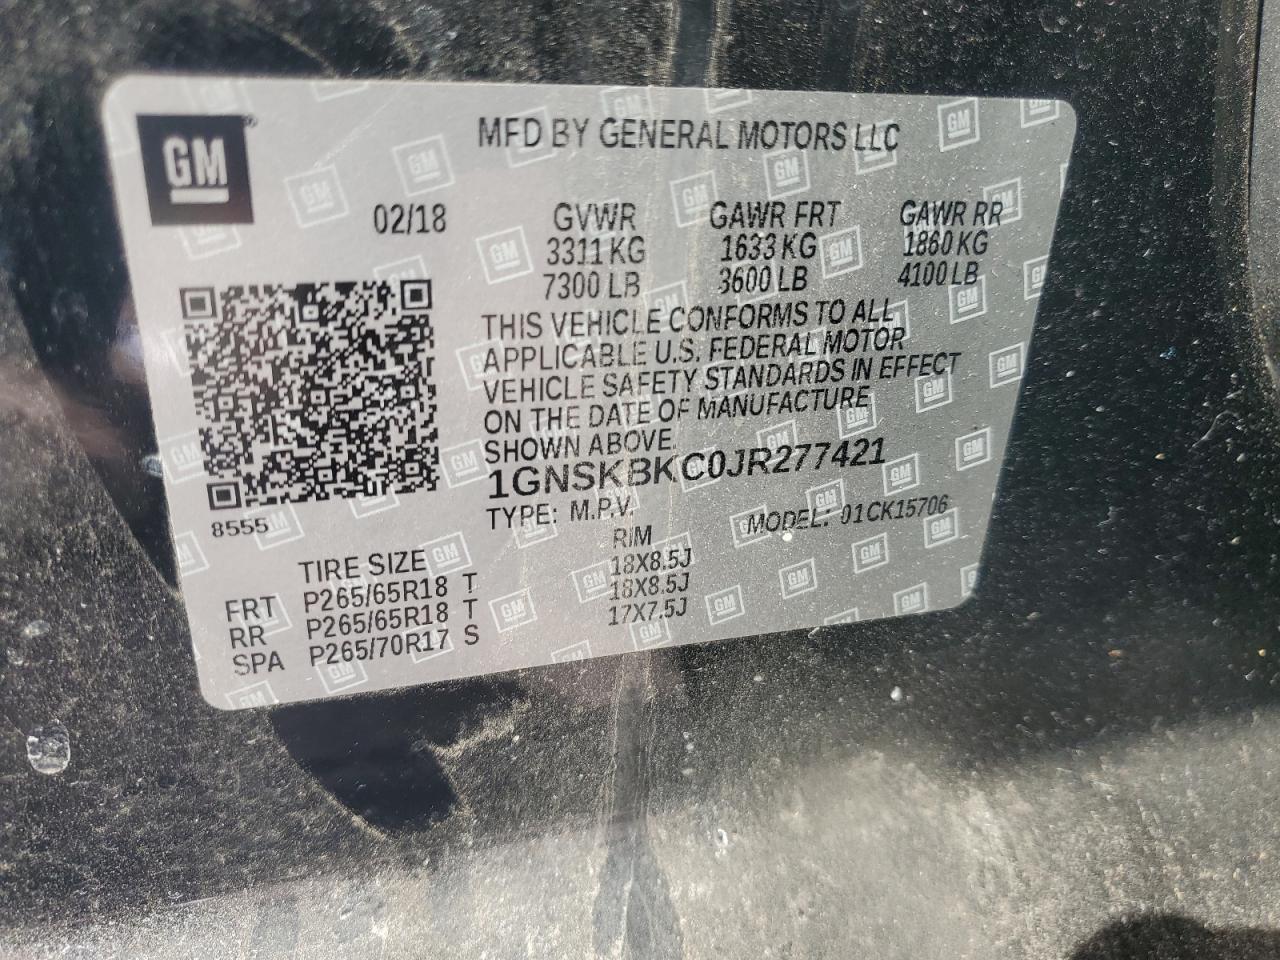 GM
MFD BY GENERAL MOTORS LLC
02/18
GVWR GAWR FRT GAWR RR
3311 KG 1633 KG 1860 KG
7300 LB 3600 LB 4100 LB
THIS VEHICLE CONFORMS TO ALL
APPLICABLE U.S. FEDERAL MOTOR
VEHICLE SAFETY STANDARDS IN EFFECT
ON THE DATE OF MANUFACTURE
SHOWN ABOVE.
1GNSKBKC0JR277421
TYPE: M.P.V. MODEL: 01CK15706
8555
TIRE SIZE RIM
FRT P265/65R18 T 18X8.5J
RR P265/65R18 T 18X8.5J
SPA P265/70R17 S 17X7.5J